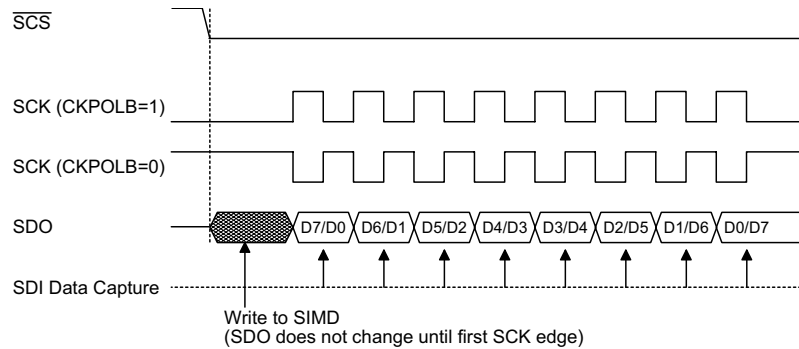 SCS
SCK (CKPOLB=1)
SCK (CKPOLB=0)
SDO
D7/D0 D6/D1 D5/D2 D4/D3 D3/D4 D2/D5 D1/D6 D0/D7
SDI Data Capture
Write to SIMD
(SDO does not change until first SCK edge)